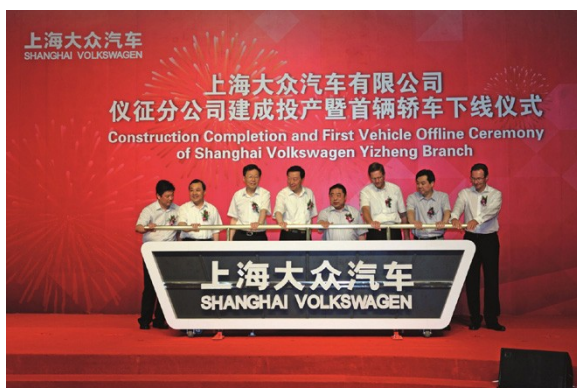 上海大众汽车
SHANGHAI VOLKSWAGEN
上海大众汽车有限公司
仪征分公司建成投产暨首辆轿车下线仪式
Construction Completion and First Vehicle Offline Ceremony
of Shanghai Volkswagen Yizheng Branch
上海大众汽车
SHANGHAI VOLKSWAGEN